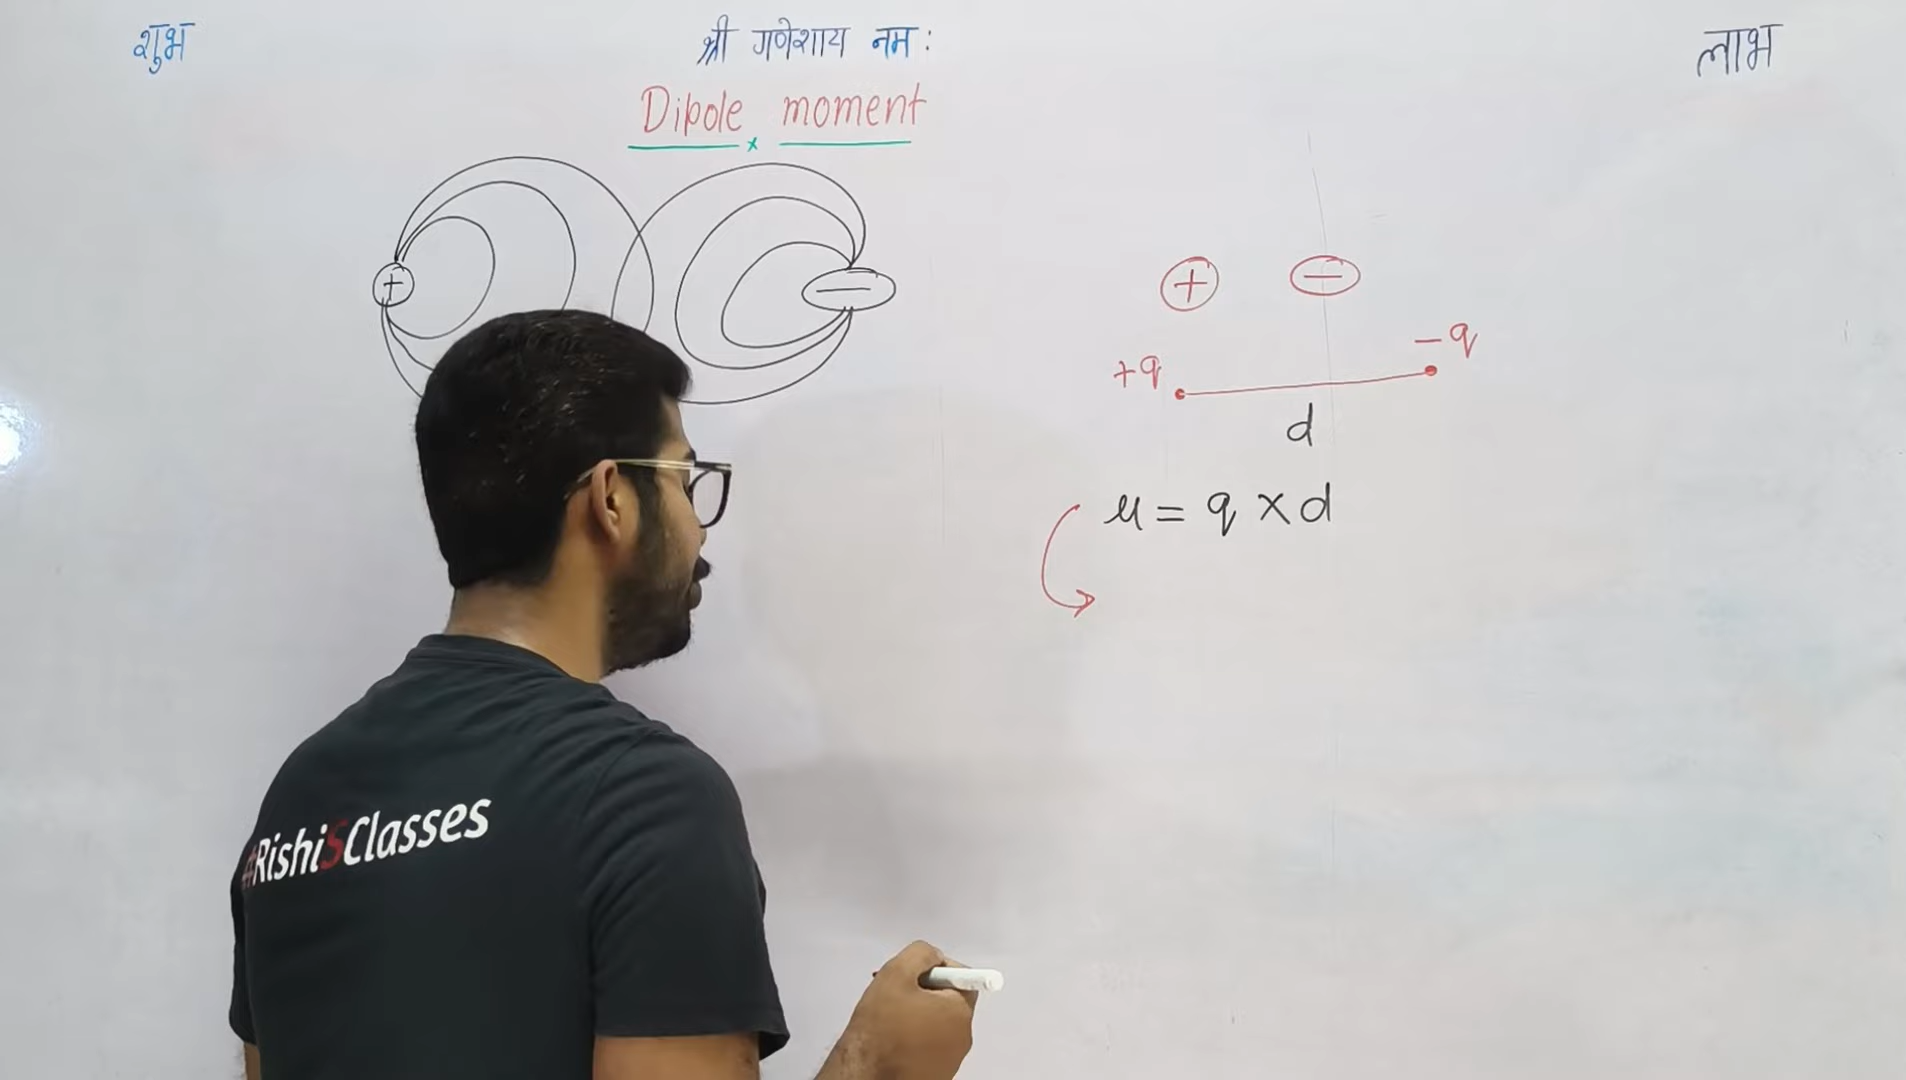 शुभ
श्री गणेशाय नम:
लाभ
Dipole moment
+
−
+
−
+q
−q
d
μ = q × d
#RishiSClasses